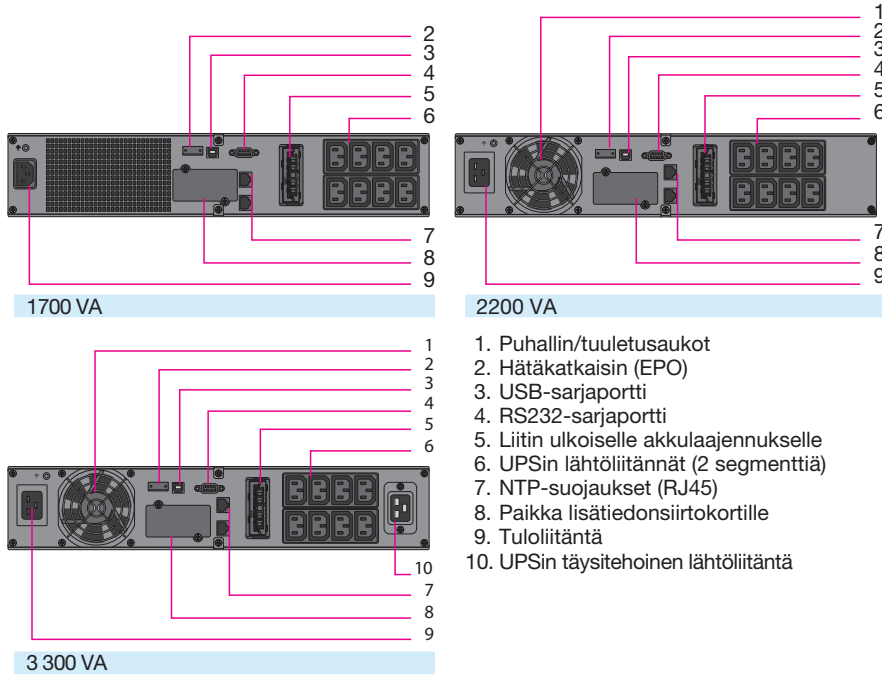 2
3
4
5
6
7
8
9
1700 VA
1
2
3
4
5
6
7
8
9
2200 VA
1
2
3
4
5
6
10
7
8
9
3 300 VA
1. Puhallin/tuuletusaukot
2. Hätäkatkaisin (EPO)
3. USB-sarjaportti
4. RS232-sarjaportti
5. Liitin ulkoiselle akkulaajennukselle
6. UPSin lähtöliitännät (2 segmenttiä)
7. NTP-suojaukset (RJ45)
8. Paikka lisätiedonsiirtokortille
9. Tuloliitäntä
10. UPSin täysitehoinen lähtöliitäntä